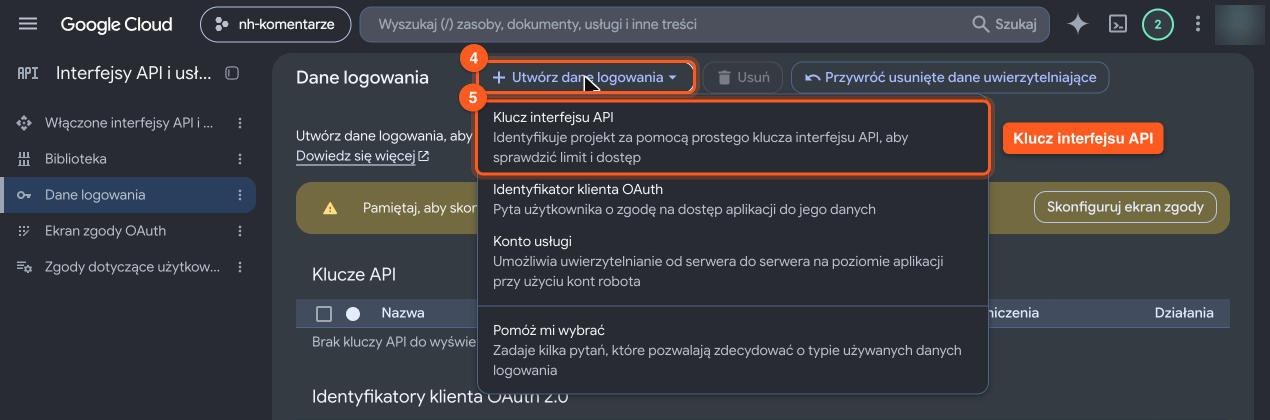 Google Cloud
nh-komentarze
Wyszukaj (/) zasoby, dokumenty, usługi i inne treści
Szukaj
2
API
Interfejsy API i usł...
Włączone interfejsy API i ...
Biblioteka
Dane logowania
Ekran zgody OAuth
Zgody dotyczące użytkow...
Dane logowania
4
+ Utwórz dane logowania
Usuń
Przywróć usunięte dane uwierzytelniające
5
Klucz interfejsu API
Identyfikuje projekt za pomocą prostego klucza interfejsu API, aby
sprawdzić limit i dostęp
Klucz interfejsu API
Identyfikator klienta OAuth
Pyta użytkownika o zgodę na dostęp aplikacji do jego danych
Konto usługi
Umożliwia uwierzytelnianie od serwera do serwera na poziomie aplikacji
przy użyciu kont robota
Pomóż mi wybrać
Zadaje kilka pytań, które pozwalają zdecydować o typie używanych danych
logowania
Utwórz dane logowania, aby
Dowiedz się więcej
Pamiętaj, aby skor
Skonfiguruj ekran zgody
Klucze API
Nazwa
niczenia
Działania
Brak kluczy API do wyświe
Identyfikatory klienta OAuth 2.0